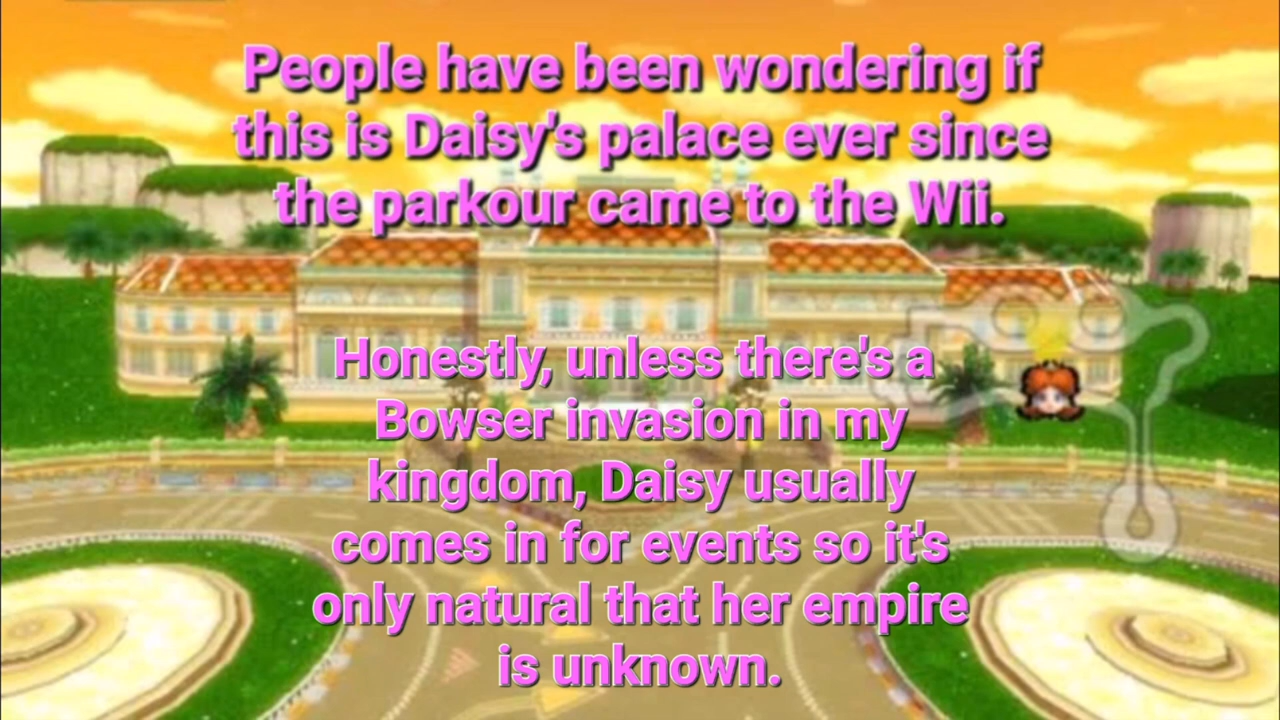 People have been wondering if
this is Daisy's palace ever since
the parkour came to the Wii.
Honestly, unless there's a
Bowser invasion in my
kingdom, Daisy usually
comes in for events so it's
only natural that her empire
is unknown.